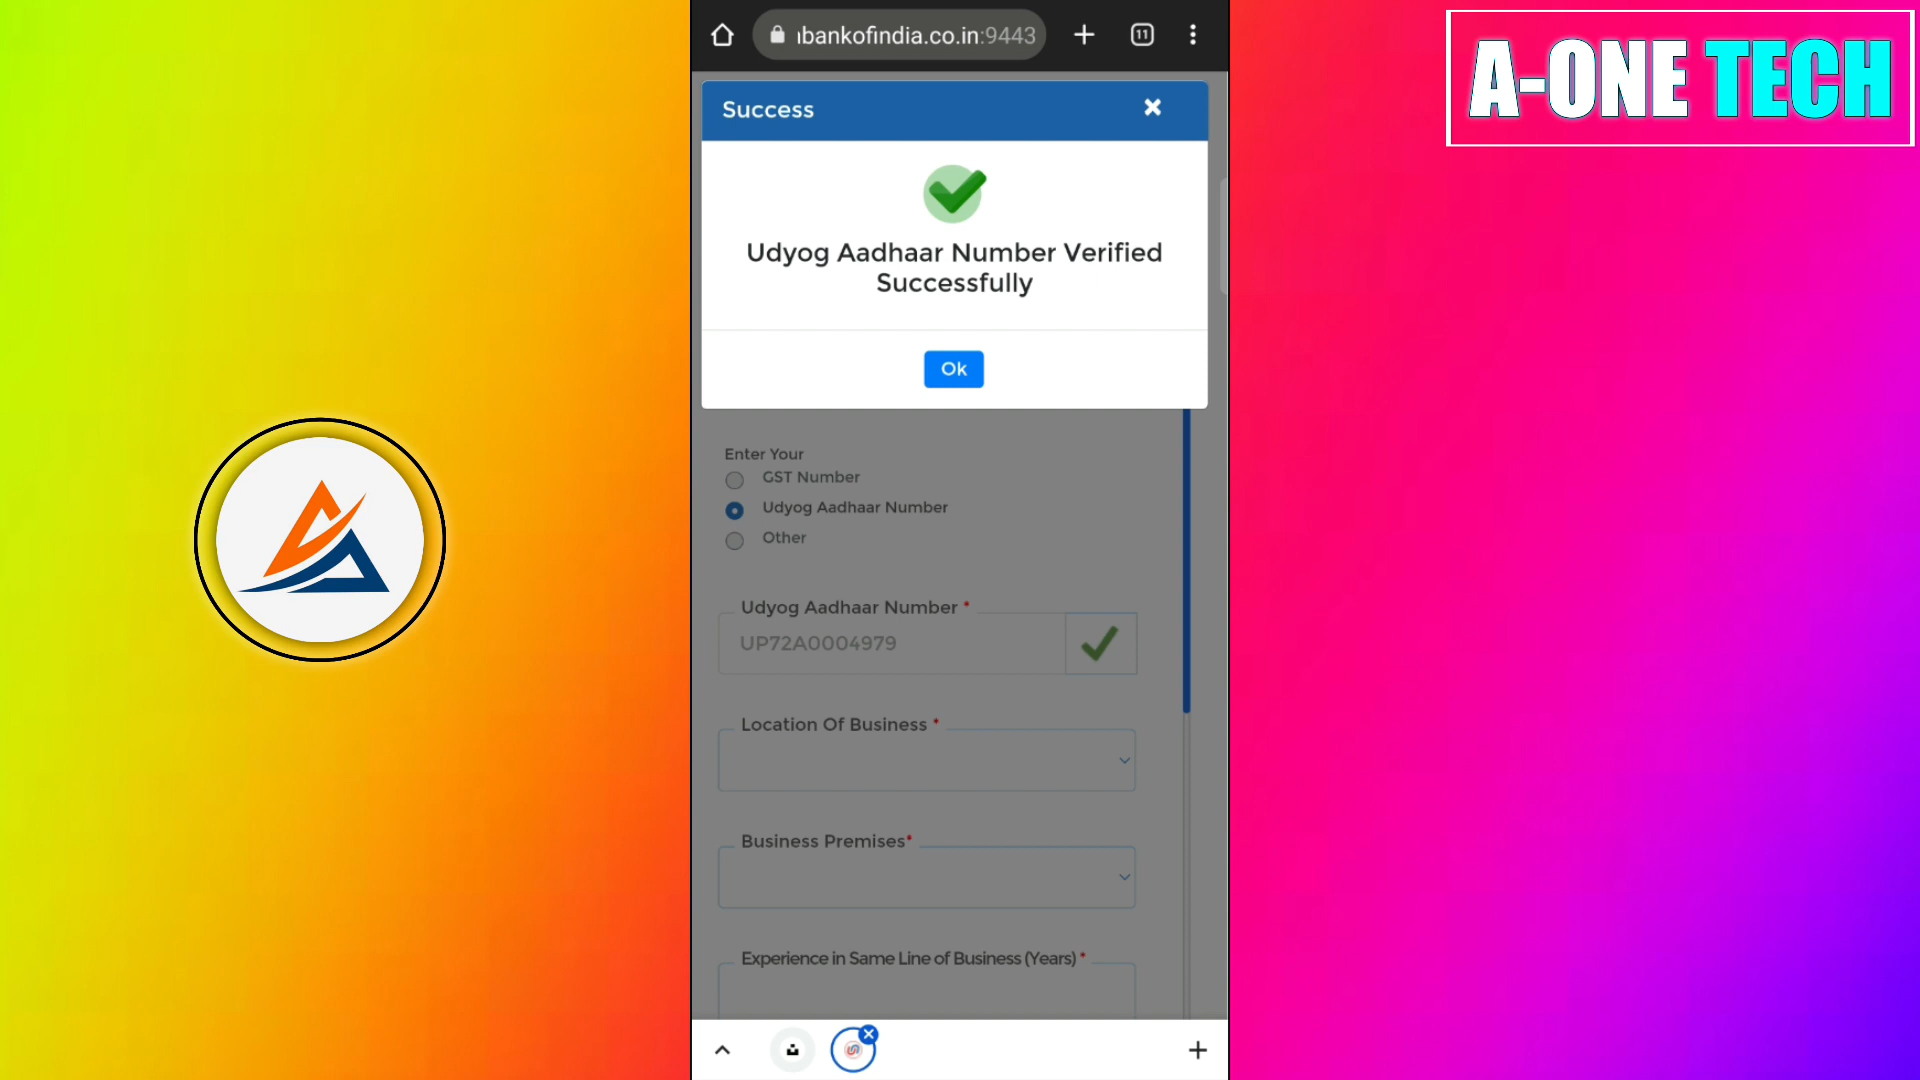 ıbankofindia.co.in:9443
11
A-ONE TECH
Success
Udyog Aadhaar Number Verified
Successfully
Ok
Enter Your
GST Number
Udyog Aadhaar Number
Other
Udyog Aadhaar Number *
UP72A0004979
Location Of Business *
Business Premises*
Experience in Same Line of Business (Years) *